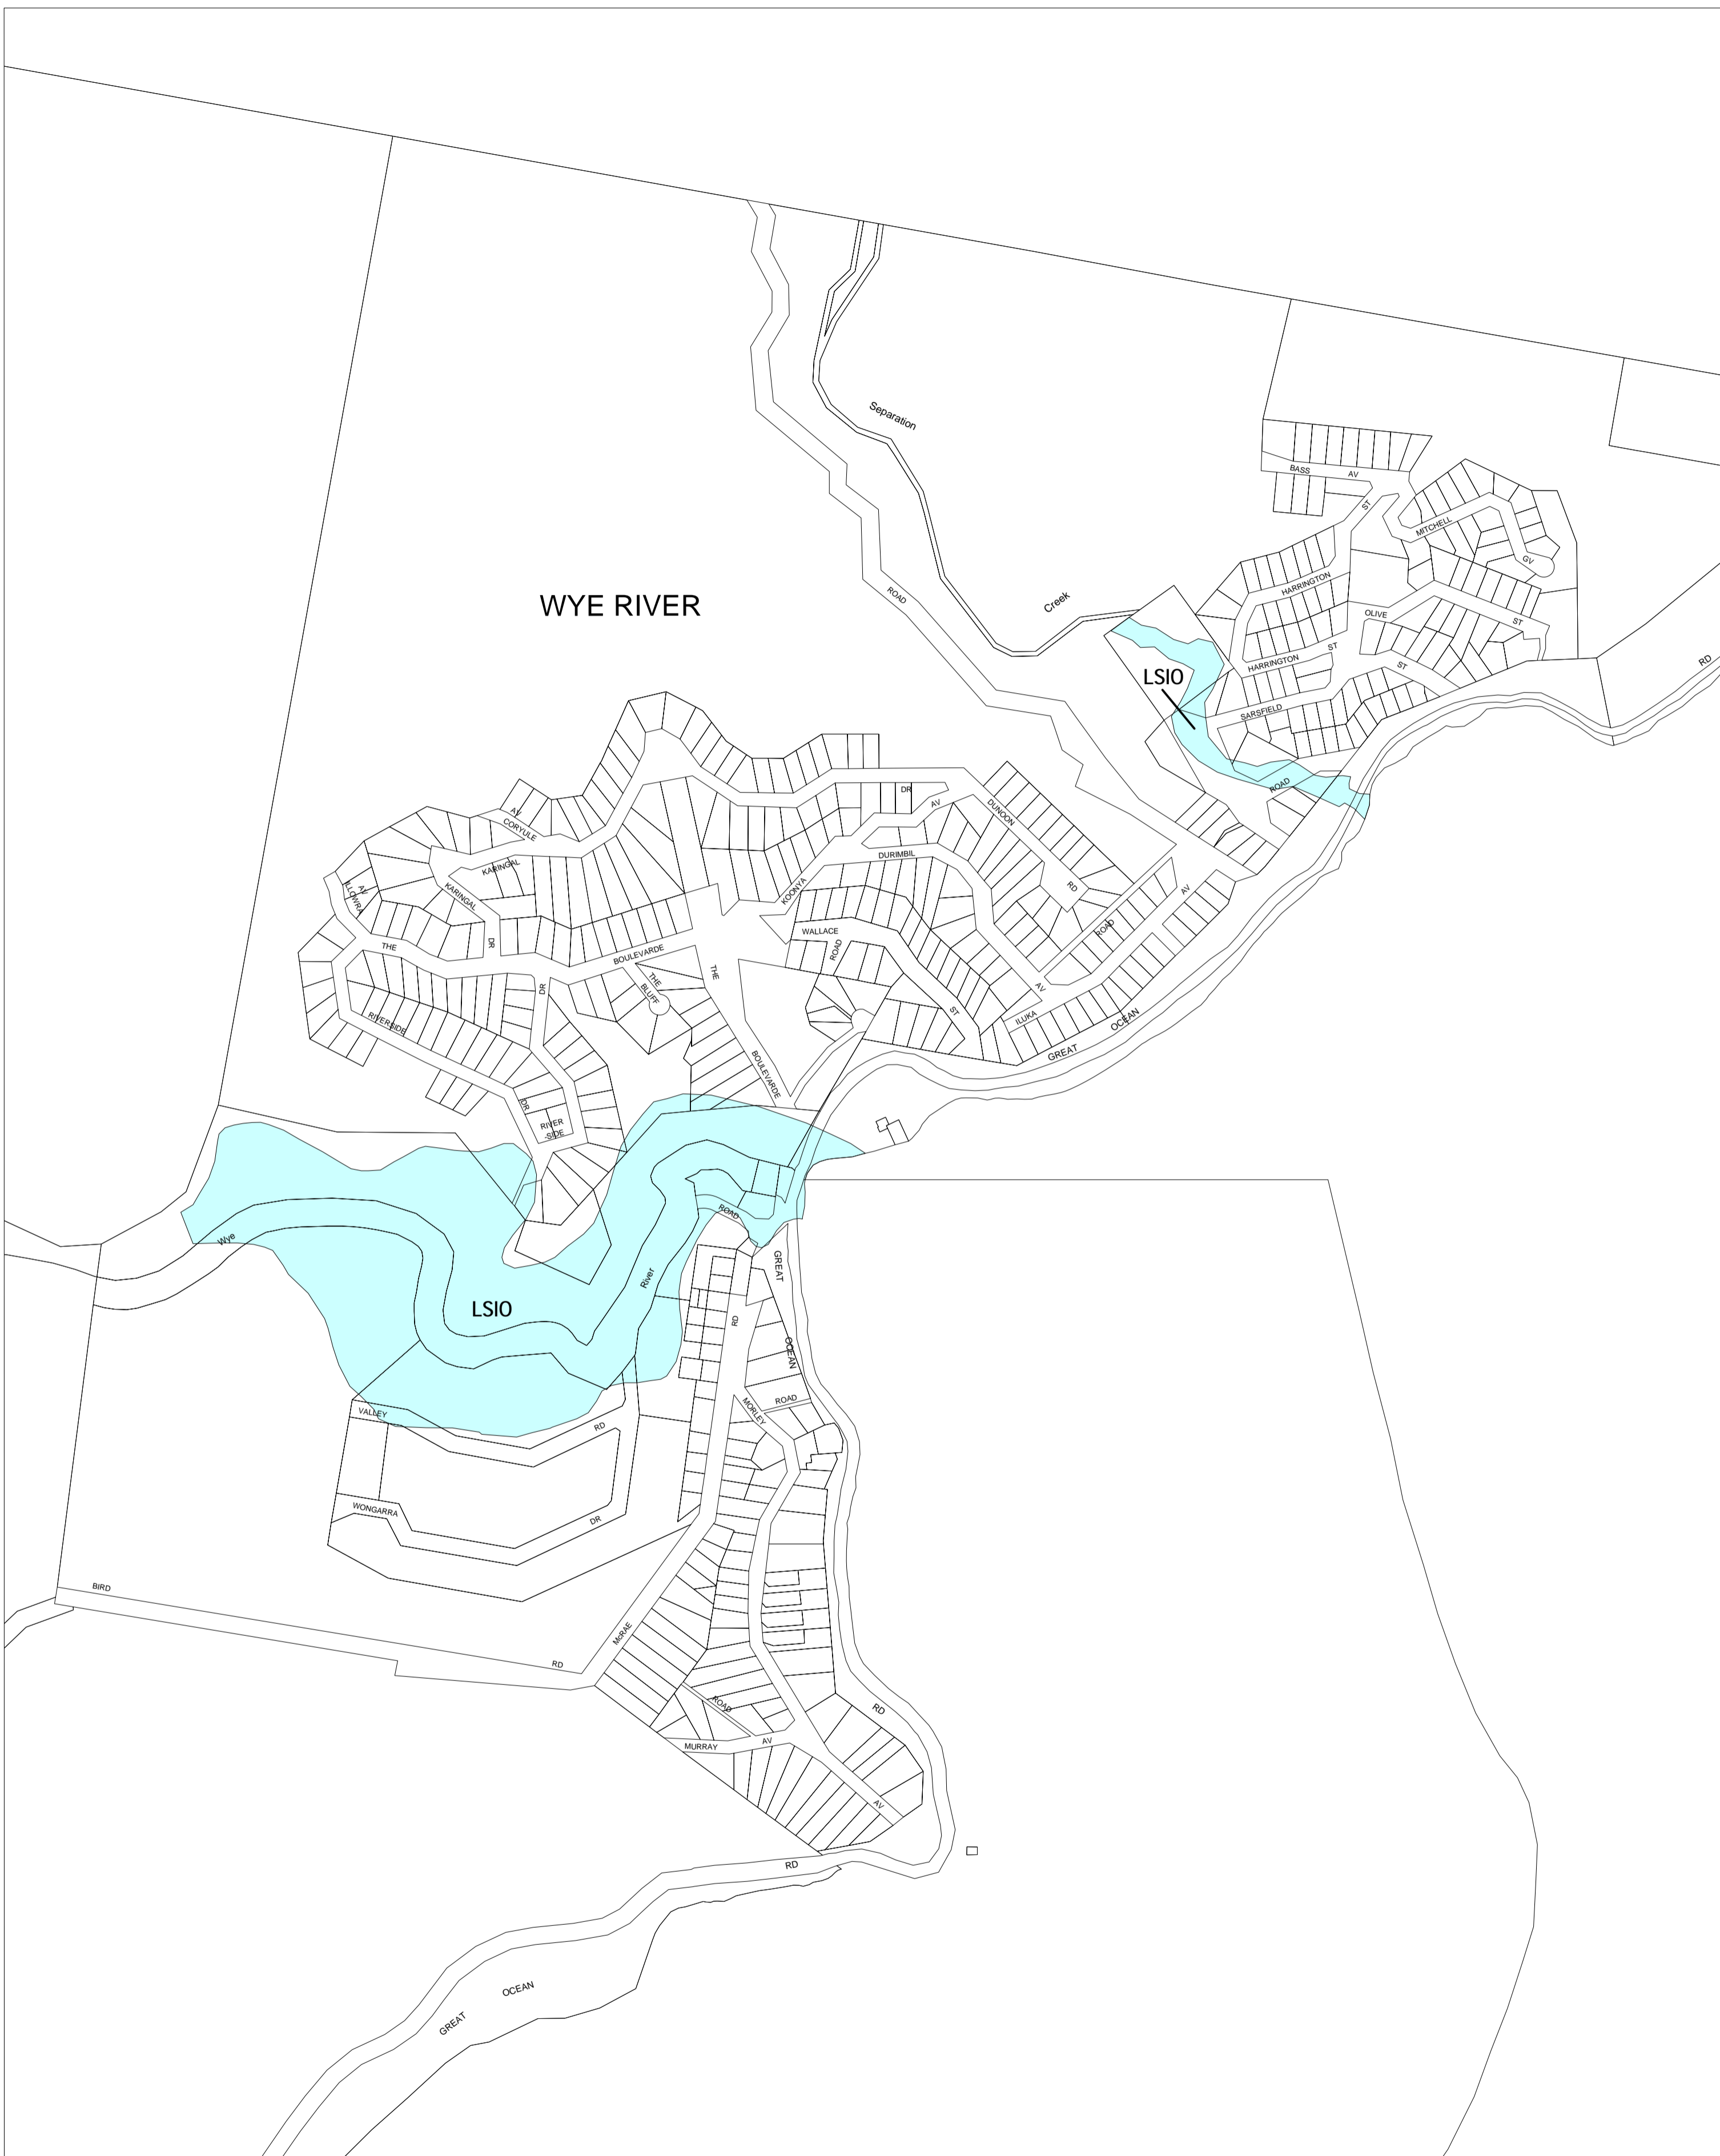 Separation
BASS
AV
ST
MITCHELL
GV
HARRINGTON
ROAD
Creek
WYE RIVER
OLIVE
ST
HARRINGTON
ST
ST
RD
LSIO
SARSFIELD
ROAD
DR
AV
DUNOON
AV
CORYULE
DURIMBIL
KARINGAL
KARINGAL
AV
ILLOWRA
KOONYA
RD
AV
ROAD
WALLACE
ROAD
THE
DR
BOULEVARDE
THE
THE
BLUFF
DR
AV
ST
ILUKA
GREAT
OCEAN
RIVERSIDE
BOULEVARDE
DR
RIVER
-SIDE
ROAD
Wye
GREAT
River
LSIO
RD
OCEAN
ROAD
MORLEY
VALLEY
RD
WONGARRA
DR
BIRD
RD
McRAE
ROAD
RD
MURRAY
AV
AV
RD
OCEAN
GREAT